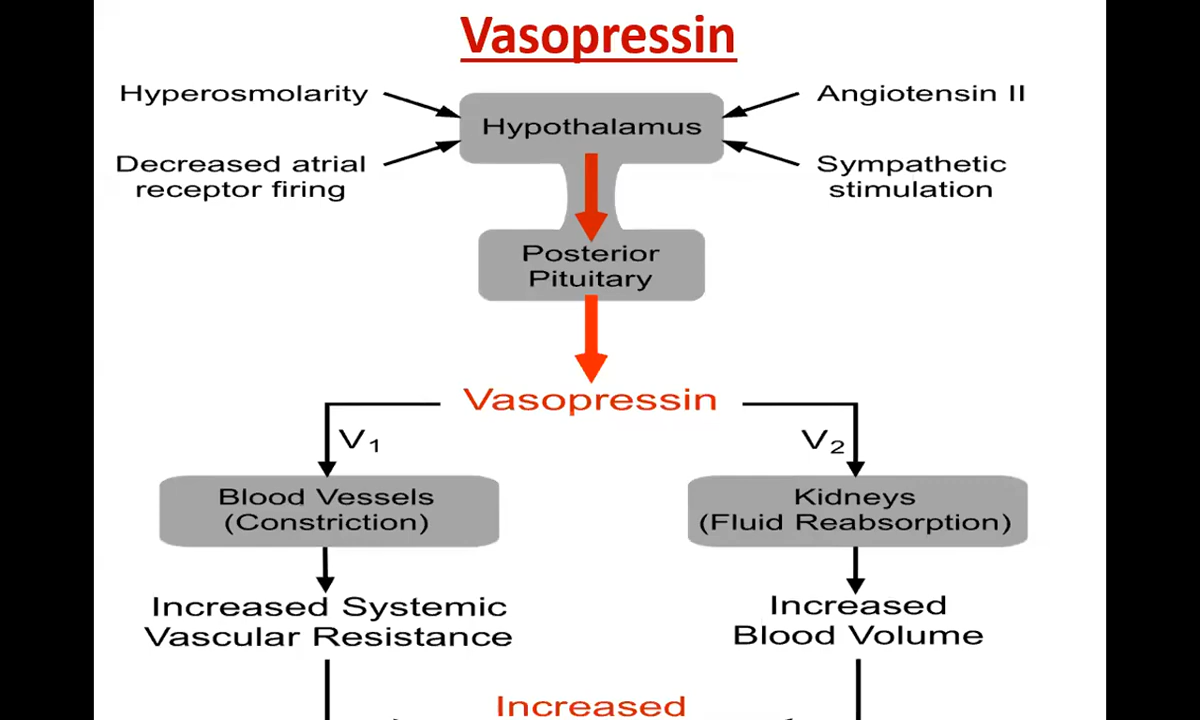 Vasopressin
Hyperosmolarity
Angiotensin II
Hypothalamus
Decreased atrial
receptor firing
Sympathetic
stimulation
Posterior
Pituitary
Vasopressin
V1
V2
Blood Vessels
(Constriction)
Kidneys
(Fluid Reabsorption)
Increased Systemic
Vascular Resistance
Increased
Blood Volume
Increased